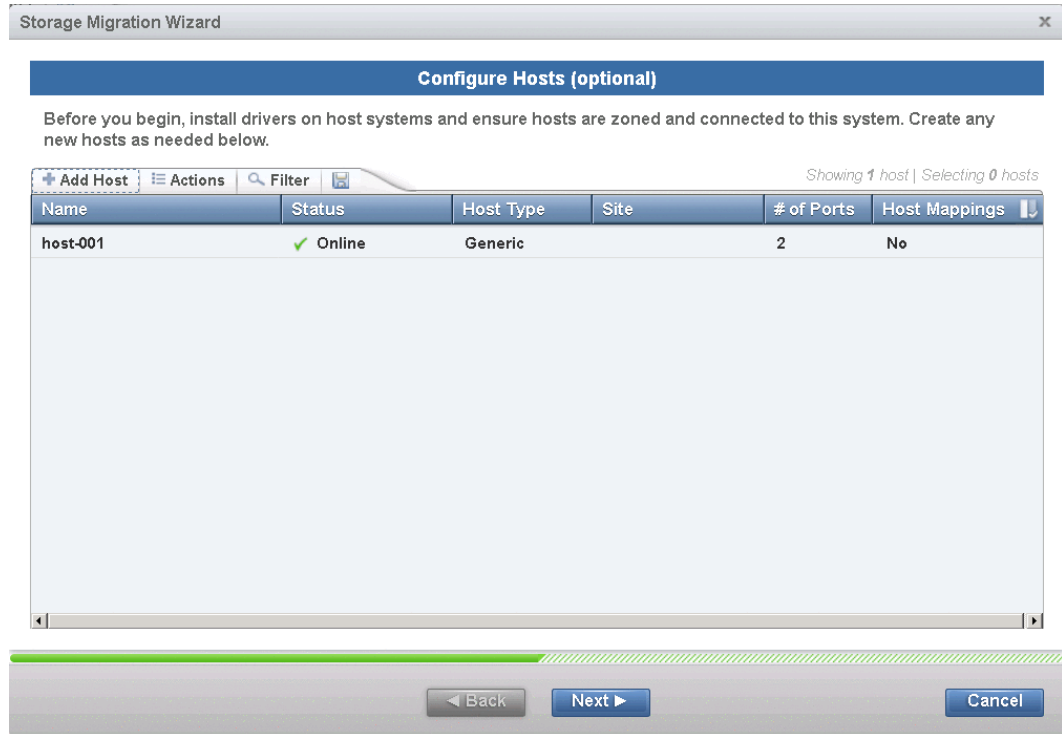 Storage Migration Wizard
Configure Hosts (optional)
Before you begin, install drivers on host systems and ensure hosts are zoned and connected to this system. Create any
new hosts as needed below.
Add Host Actions Filter Showing 1 host | Selecting 0 hosts
Name Status Host Type Site # of Ports Host Mappings
host-001 Online Generic 2 No
Back Next Cancel